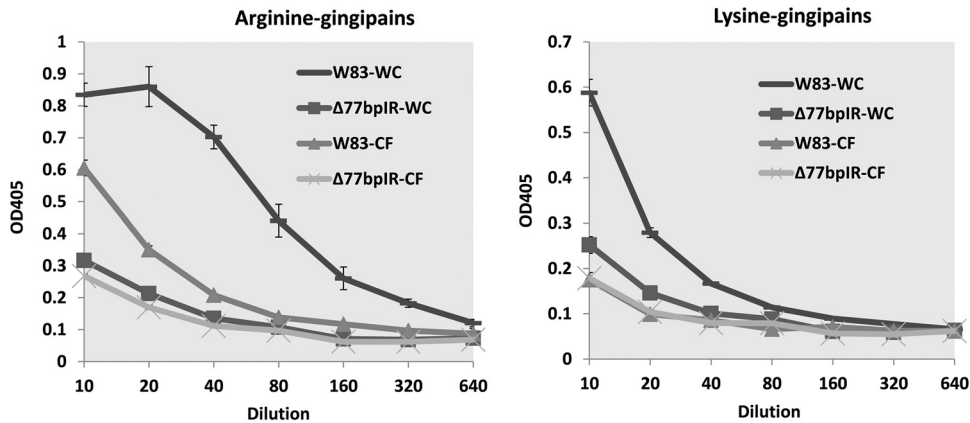 Arginine-gingipains
1
0.9
0.8
0.7
0.6
0.5
0.4
0.3
0.2
0.1
0
OD405
W83-WC
Δ77bpIR-WC
W83-CF
Δ77bpIR-CF
10 20 40 80 160 320 640
Dilution
Lysine-gingipains
0.7
0.6
0.5
0.4
0.3
0.2
0.1
0
OD405
W83-WC
Δ77bpIR-WC
W83-CF
Δ77bpIR-CF
10 20 40 80 160 320 640
Dilution